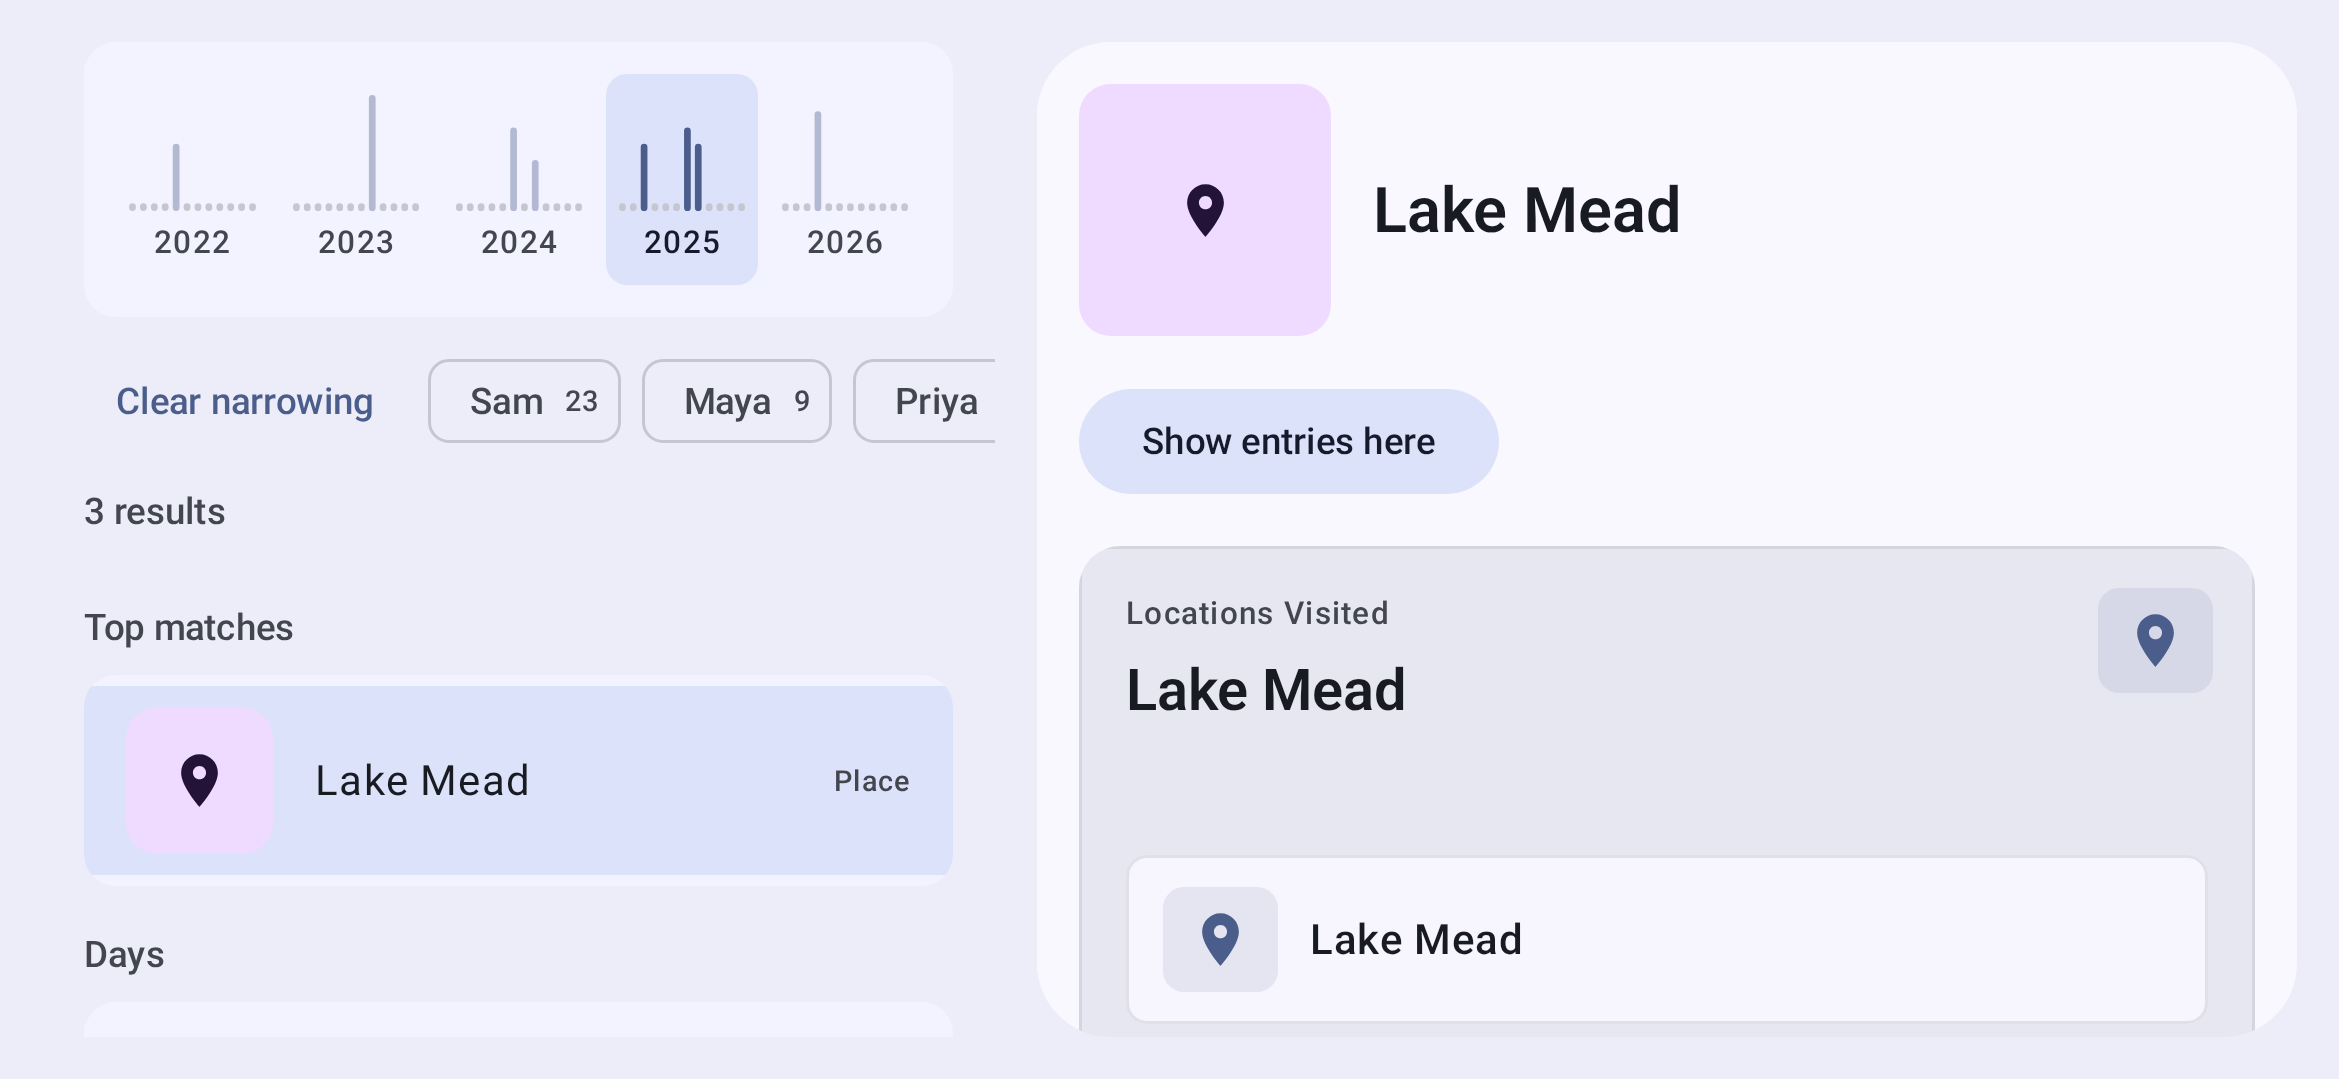 2022 2023 2024 2025 2026
Clear narrowing Sam 23 Maya 9 Priya
3 results
Top matches
Lake Mead Place
Days
Lake Mead
Show entries here
Locations Visited
Lake Mead
Lake Mead